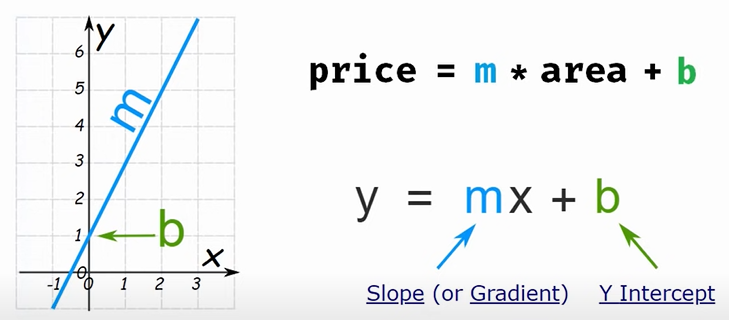 y
6
5
4
3
2
1
0
-1 0 1 2 3
x
m
b
price = m * area + b
y = mx + b
Slope (or Gradient)
Y Intercept